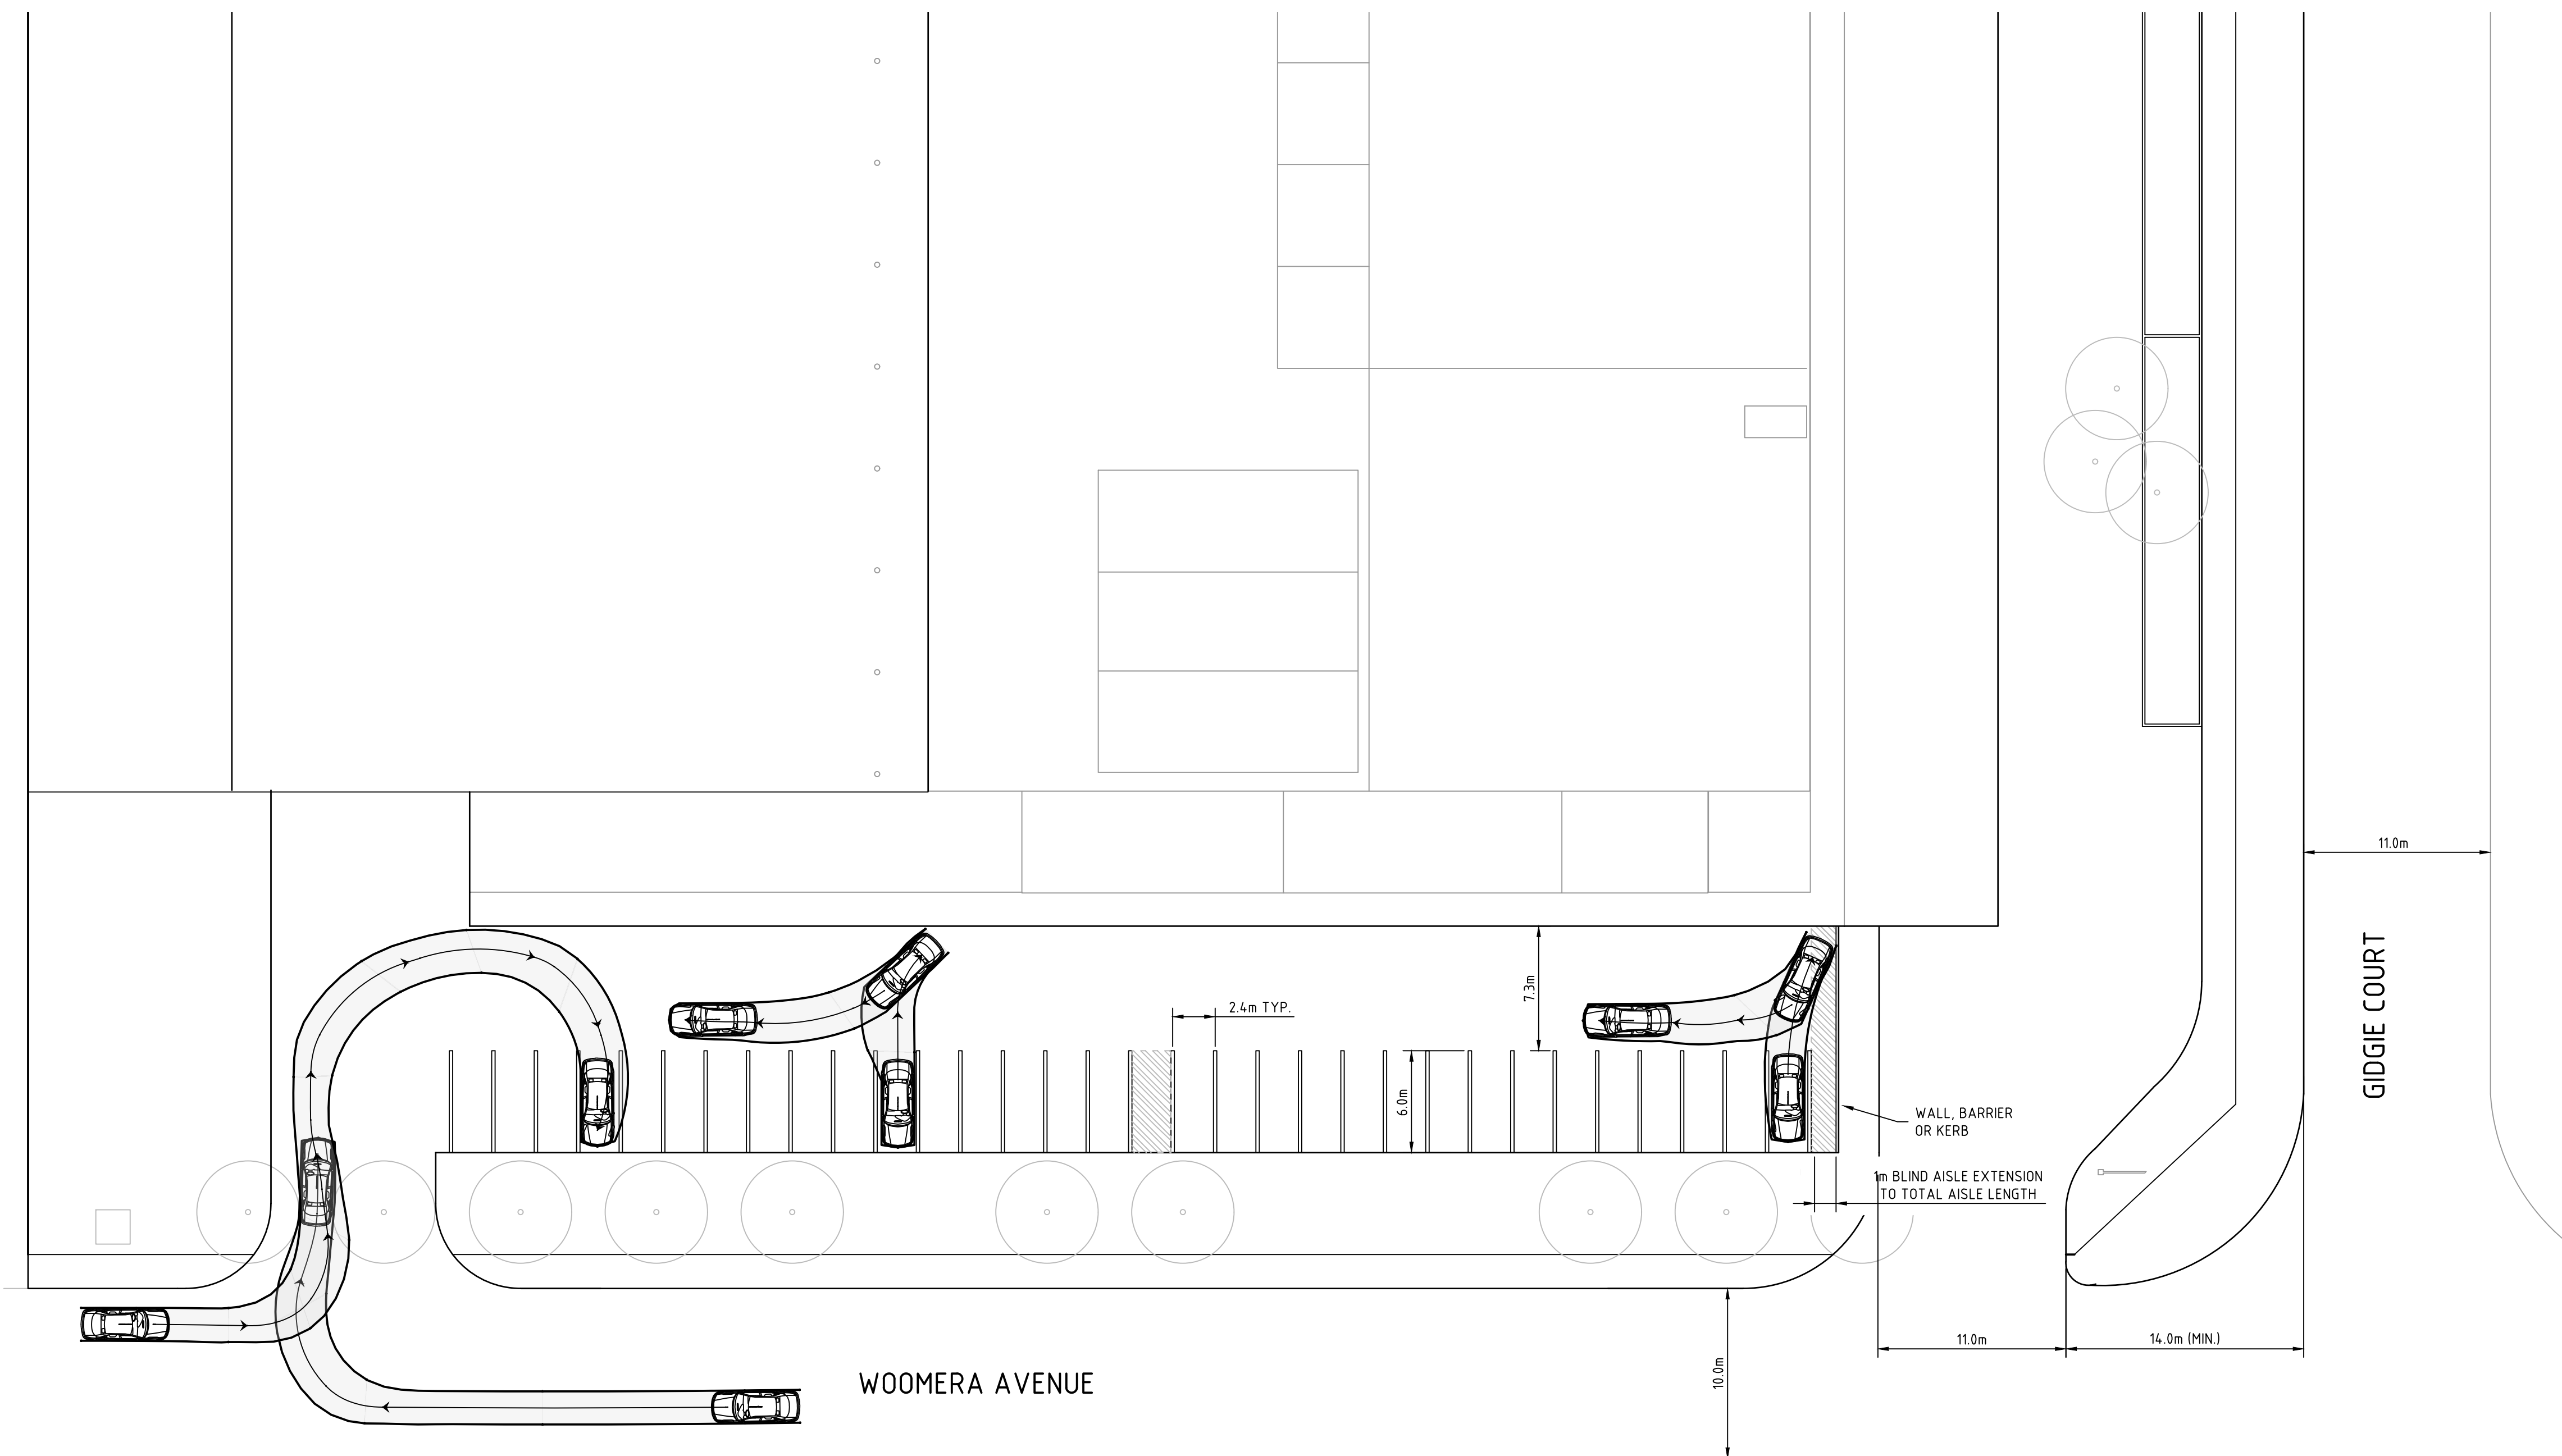 11.0m
GIDGIE COURT
7.3m
2.4m TYP.
6.0m
WALL, BARRIER
OR KERB
1m BLIND AISLE EXTENSION
TO TOTAL AISLE LENGTH
11.0m
14.0m (MIN.)
10.0m
WOOMERA AVENUE